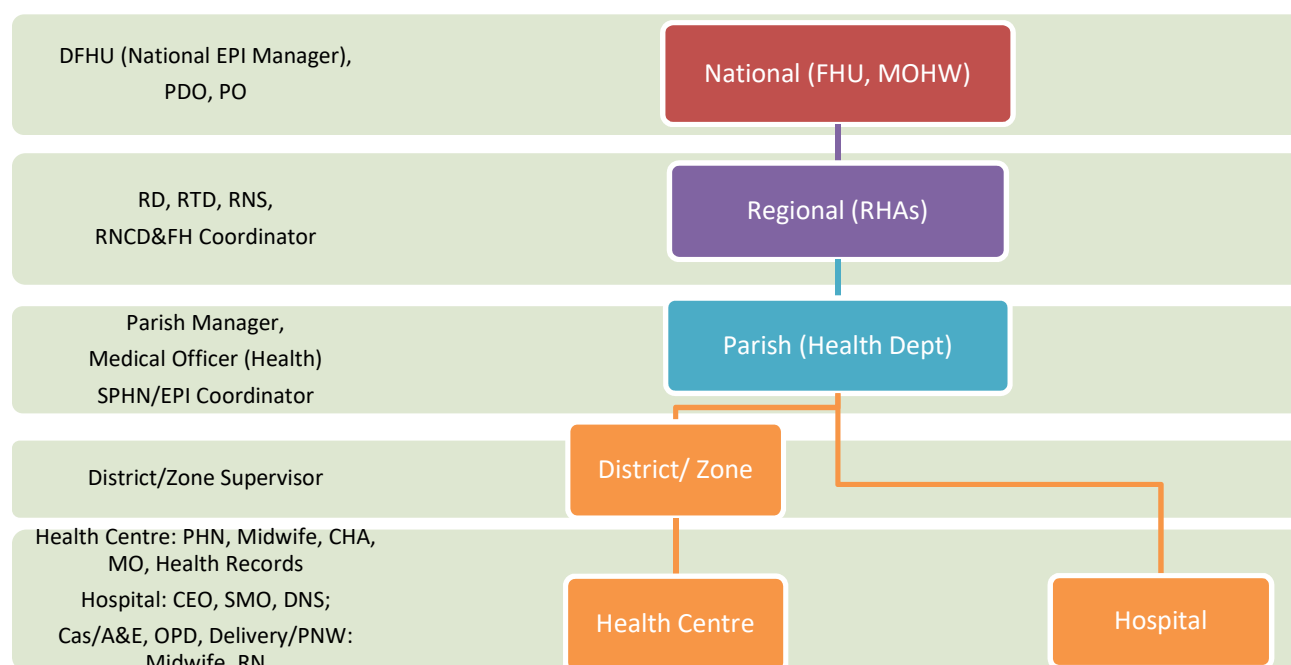 DFHU (National EPI Manager),
PDO, PO
National (FHU, MOHW)
RD, RTD, RNS,
RNCD&FH Coordinator
Regional (RHAs)
Parish Manager,
Medical Officer (Health)
SPHN/EPI Coordinator
Parish (Health Dept)
District/Zone Supervisor
District/ Zone
Health Centre: PHN, Midwife, CHA,
MO, Health Records
Hospital: CEO, SMO, DNS;
Cas/A&E, OPD, Delivery/PNW:
Midwife, RN
Health Centre
Hospital